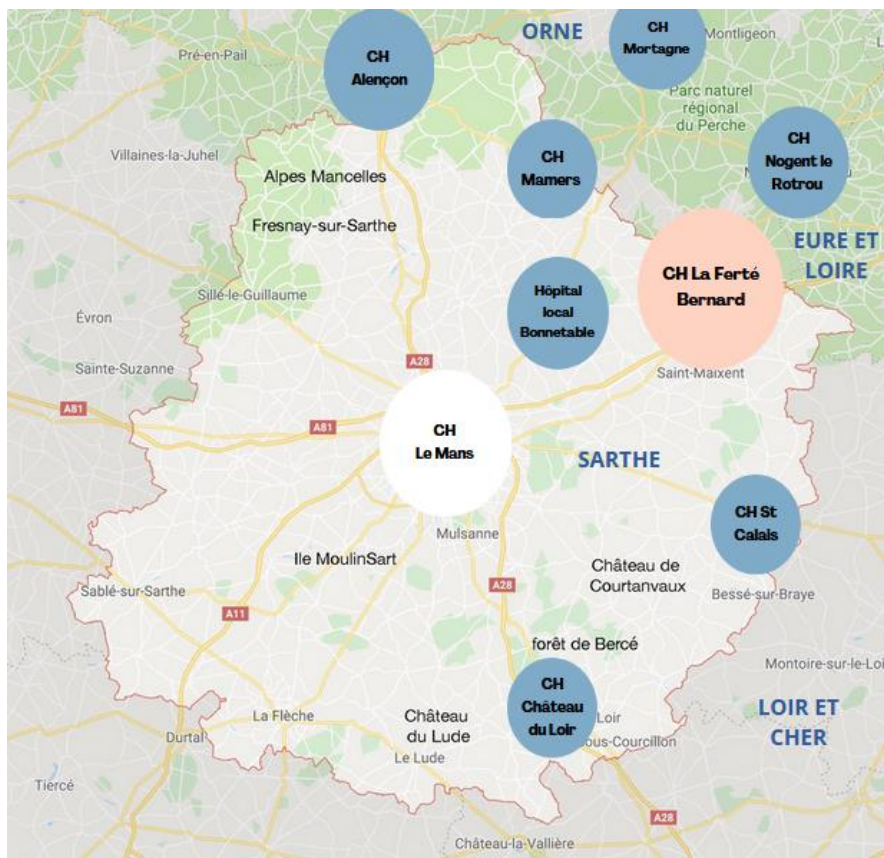 ORNE
CH
Mortagne
Montligeon
CH
Alençon
Pré-en-Pail
Parc naturel
régional
du Perche
CH
Nogent le
Rotrou
Villaines-la-Juhel
CH
Mamers
Alpes Mancelles
Fresnay-sur-Sarthe
EURE ET
LOIRE
CH La Ferté
Bernard
Sillé-le-Guillaume
Hôpital
local
Bonnetable
Évron
Sainte-Suzanne
A28
Saint-Maixent
A81
A81
CH
Le Mans
SARTHE
CH St
Calais
Mulsanne
Ile MoulinSart
Château de
Courtanvaux
Sablé-sur-Sarthe
A28
Bessé-sur-Braye
A11
forêt de Bercé
Montoire-sur-le-Loi
CH
Château
du Loir
Loir
ous-Courcillon
LOIR ET
CHER
La Flèche
Château
du Lude
Durtal
Le Lude
Tiercé
A28
Château-la-Vallière